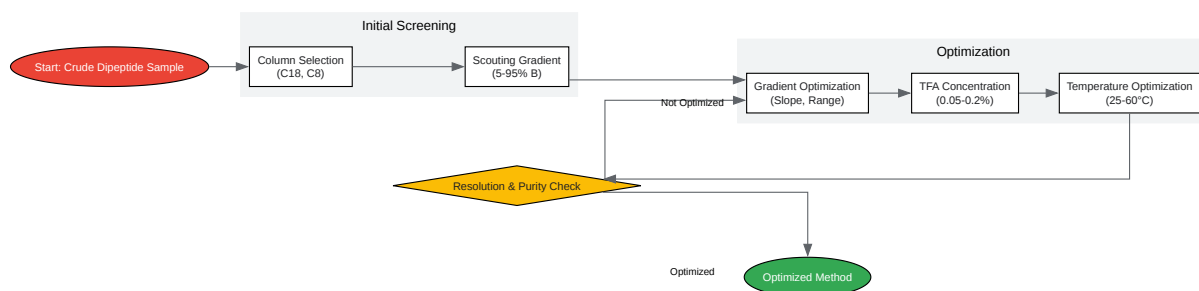 Initial Screening
Start: Crude Dipeptide Sample
Column Selection
(C18, C8)
Scouting Gradient
(5-95% B)
Optimization
Gradient Optimization
(Slope, Range)
TFA Concentration
(0.05-0.2%)
Temperature Optimization
(25-60°C)
Not Optimized
Resolution & Purity Check
Optimized
Optimized Method